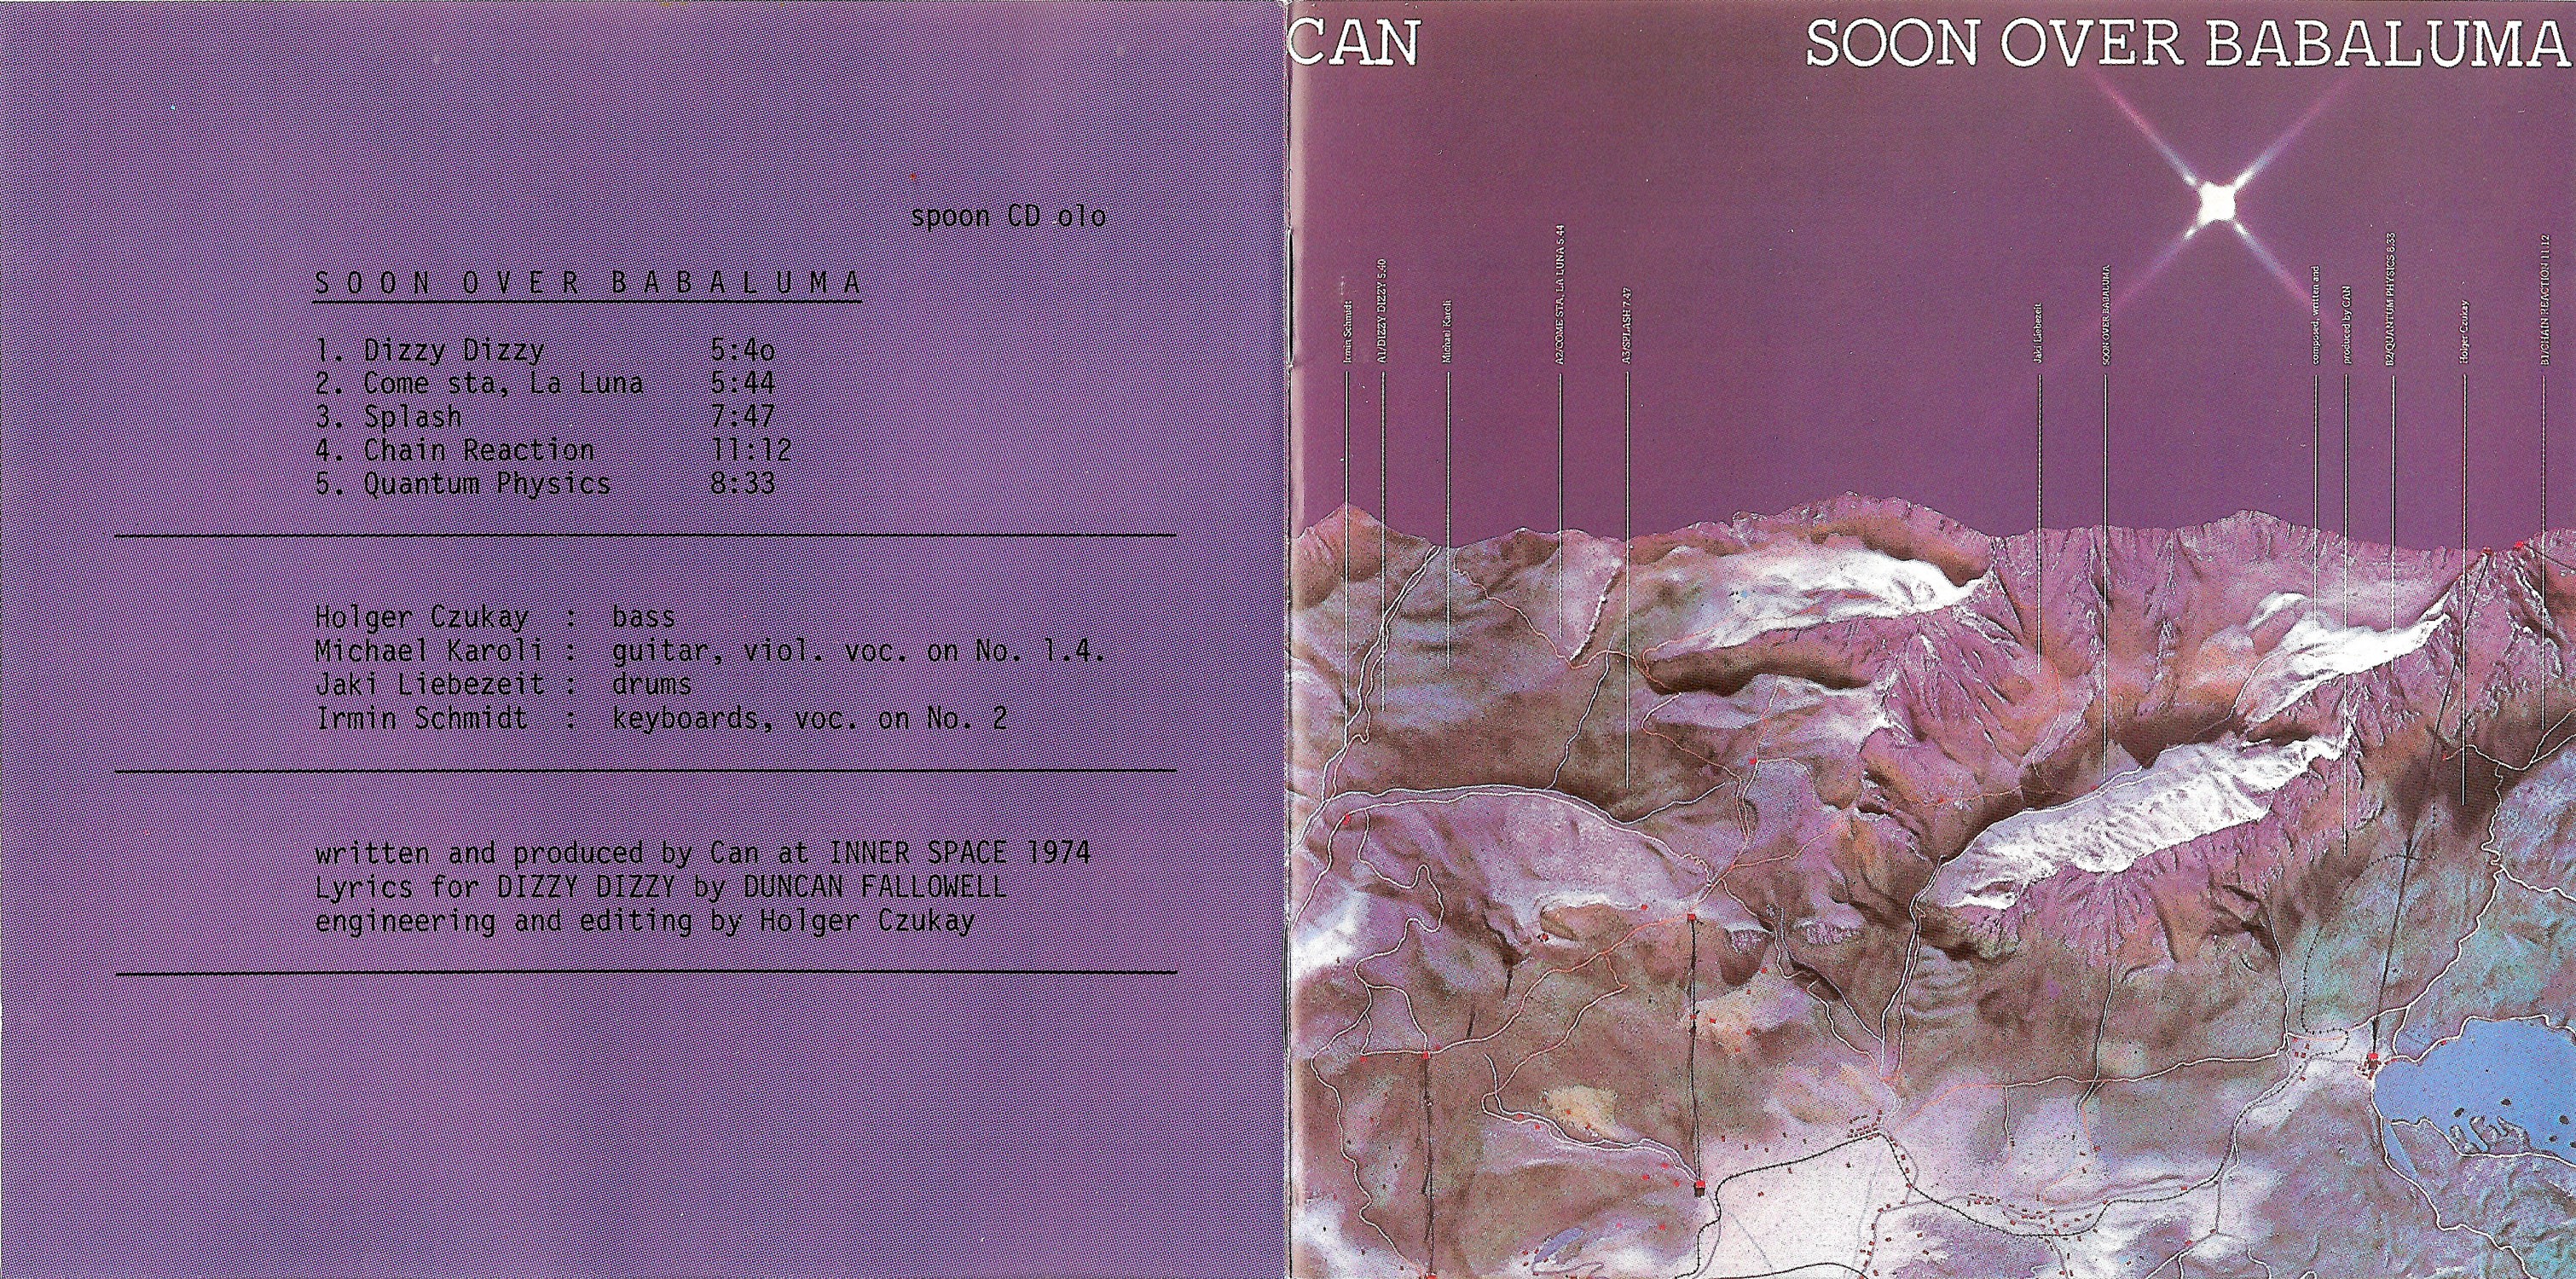 spoon CD olo
SOON OVER BABALUMA
1. Dizzy Dizzy 5:4o
2. Come sta, La Luna 5:44
3. Splash 7:47
4. Chain Reaction 11:12
5. Quantum Physics 8:33
Holger Czukay : bass
Michael Karoli : guitar, viol. voc. on No. 1.4.
Jaki Liebezeit : drums
Irmin Schmidt : keyboards, voc. on No. 2
written and produced by Can at INNER SPACE 1974
Lyrics for DIZZY DIZZY by DUNCAN FALLOWELL
engineering and editing by Holger Czukay
CAN SOON OVER BABALUMA
Irmin Schmidt
A1/DIZZY DIZZY 5.40
Michael Karoli
A2/COME STA, LA LUNA 5.44
A3/SPLASH 7.47
Jaki Liebezeit
SOON OVER BABALUMA
composed, written and
produced by CAN
B2/QUANTUM PHYSICS 8.33
Holger Czukay
B1/CHAIN REACTION 11.12